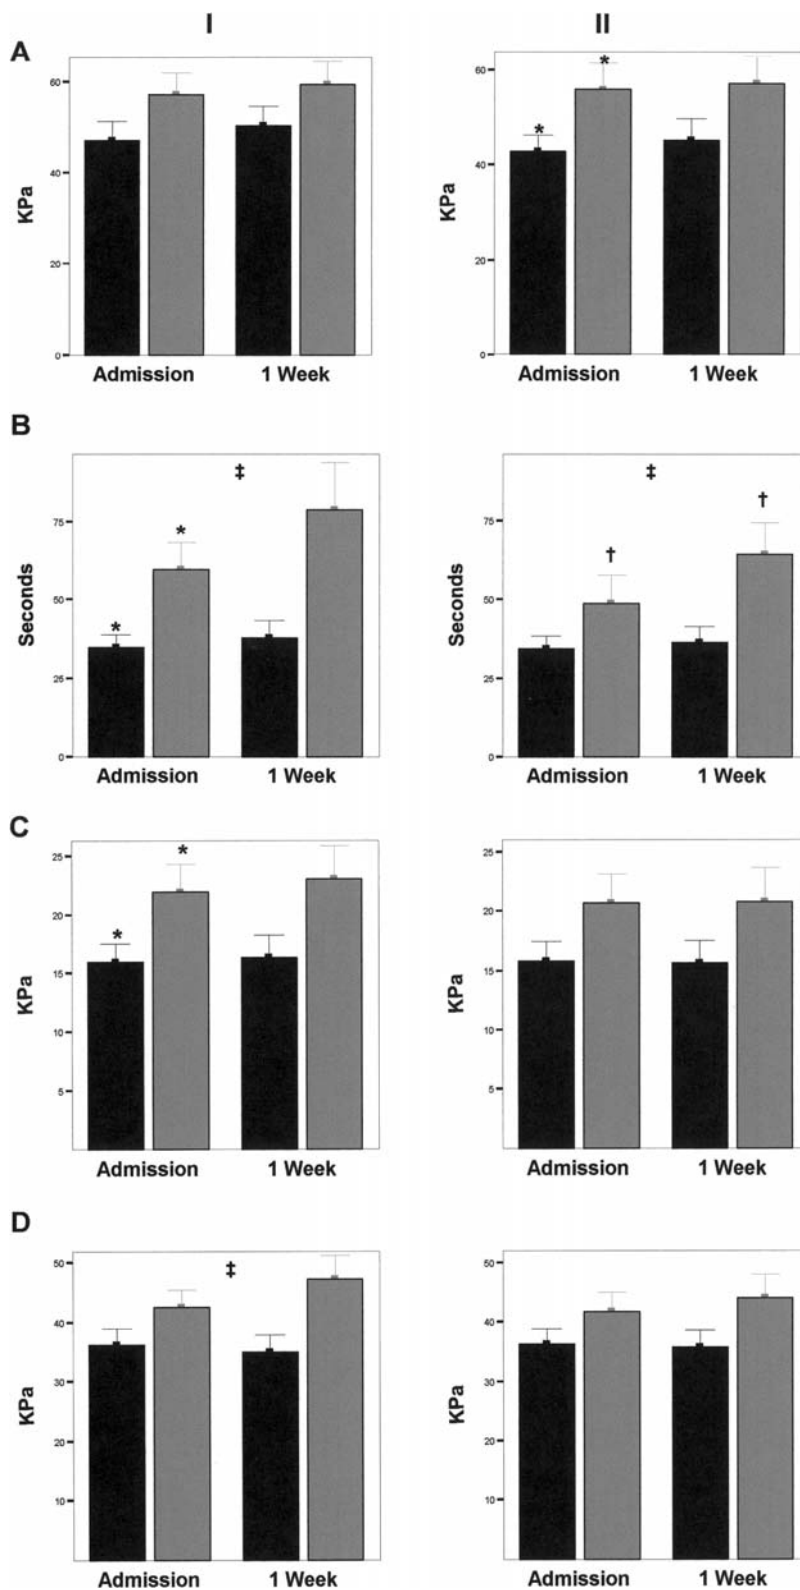 I II
A
60 60
* *
40 40
KPa KPa
20 20
0 0
Admission 1 Week Admission 1 Week
B
‡ ‡
75 75
* † †
50 50
Seconds Seconds
*
25 25
0 0
Admission 1 Week Admission 1 Week
C
25 25
*
20 20
*
15 15
KPa KPa
10 10
5 5
Admission 1 Week Admission 1 Week
D
50 50
‡
40 40
30 30
KPa KPa
20 20
10 10
Admission 1 Week Admission 1 Week